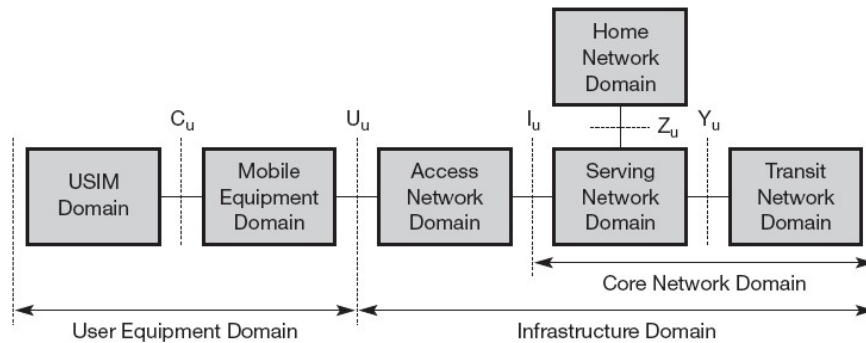 Home
Network
Domain
Cu
Uu
Iu
Zu
Yu
USIM
Domain
Mobile
Equipment
Domain
Access
Network
Domain
Serving
Network
Domain
Transit
Network
Domain
Core Network Domain
User Equipment Domain
Infrastructure Domain